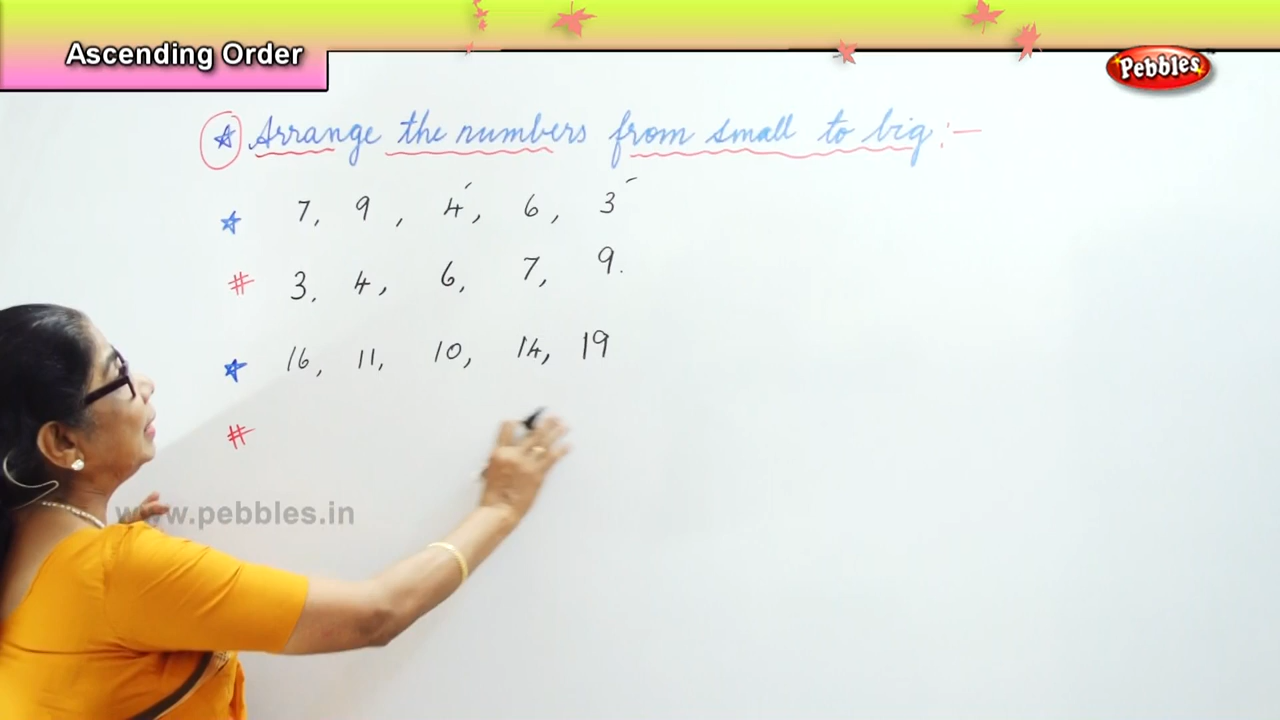 Ascending Order
Pebbles
☆ Arrange the numbers from small to big:-
☆ 7, 9, 4, 6, 3
# 3, 4, 6, 7, 9.
☆ 16, 11, 10, 14, 19
#
www.pebbles.in